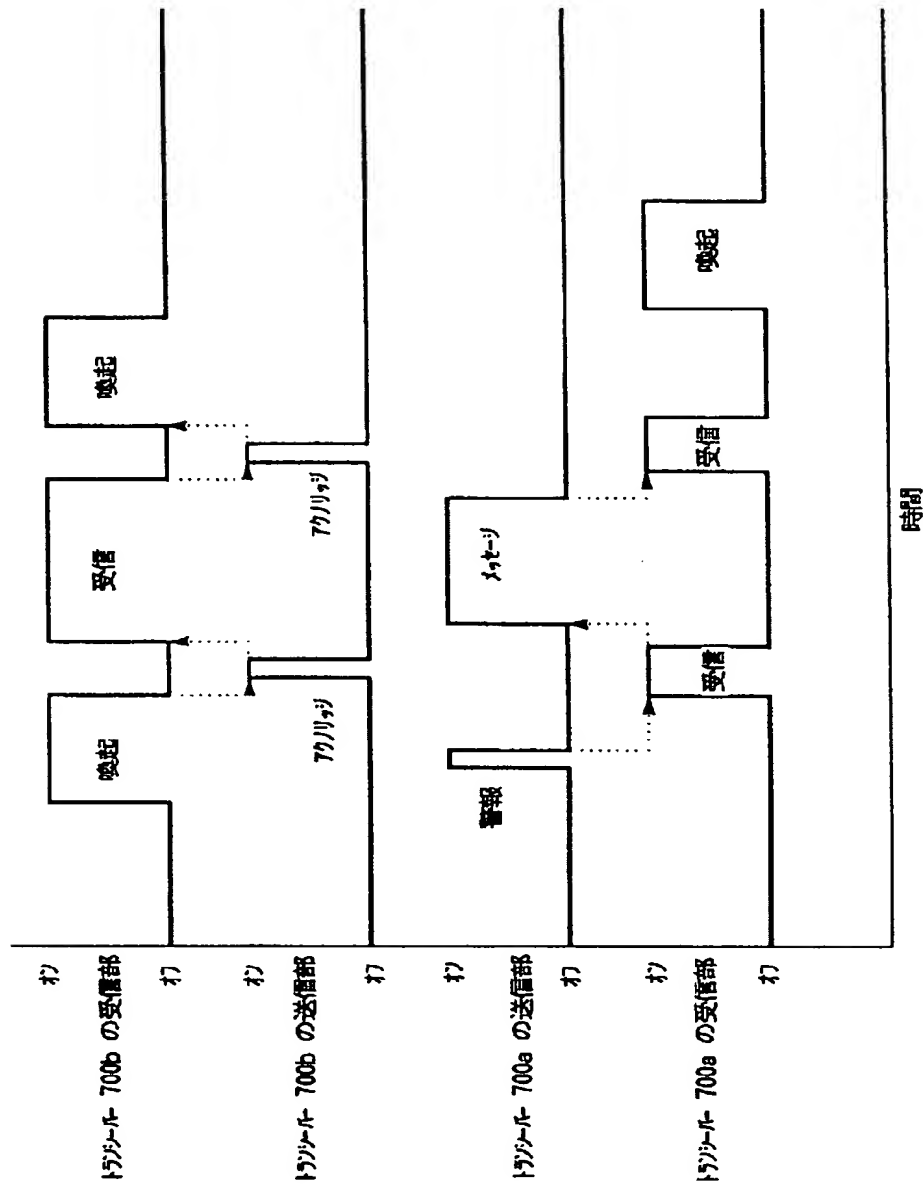 トランシーバー 700b の受信部
オン
オフ
喚起
受信
喚起
トランシーバー 700b の送信部
オン
オフ
アクノリッジ
アクノリッジ
トランシーバー 700a の送信部
オン
オフ
警報
メッセージ
トランシーバー 700a の受信部
オン
オフ
受信
受信
喚起
時間